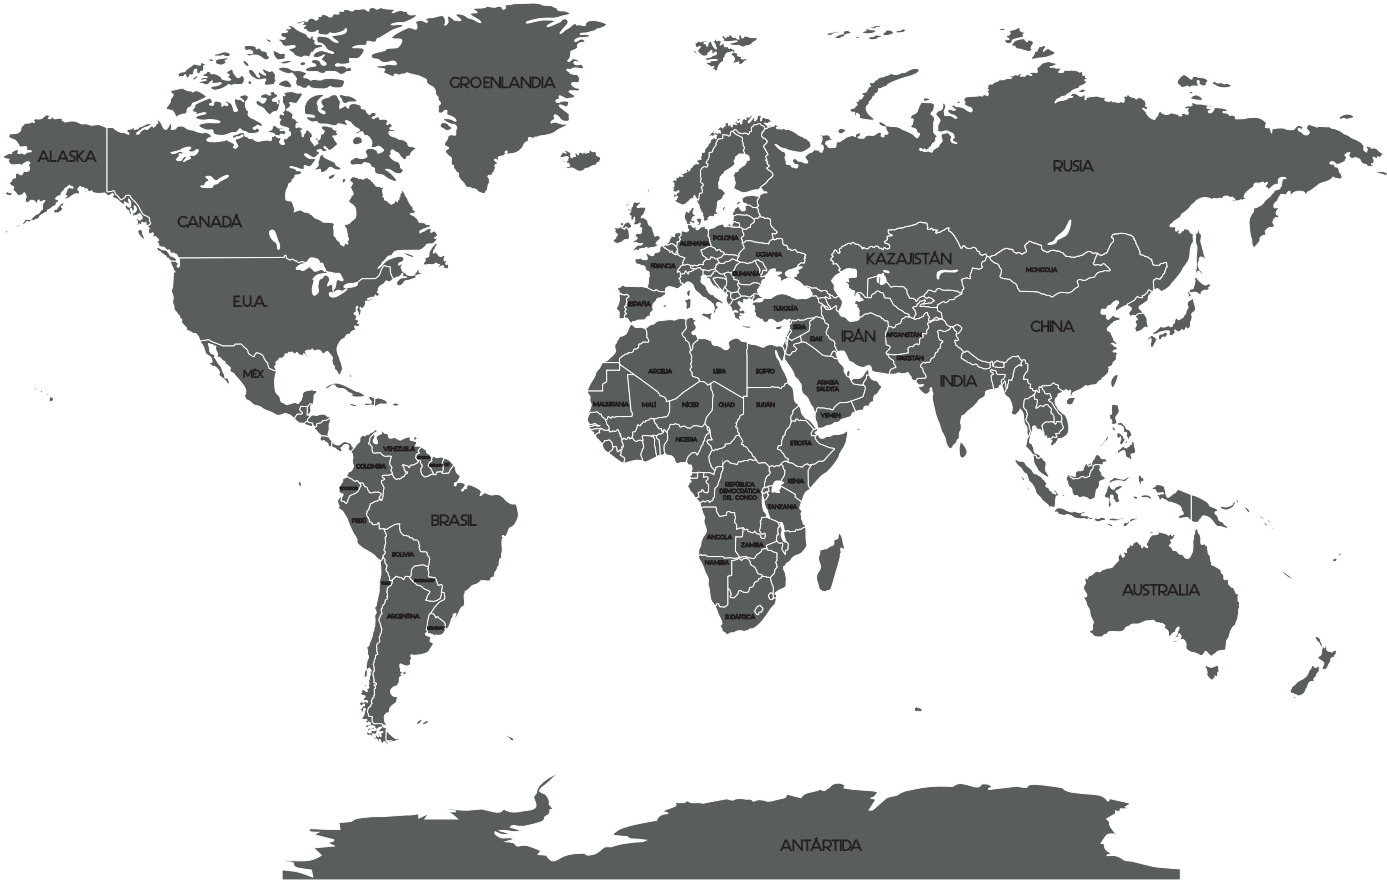 GROENLANDIA
ALASKA
RUSIA
CANADÁ
ALEMANIA
POLONIA
UCRANIA
KAZAJISTÁN
FRANCIA
RUMANÍA
MONGOLIA
E.U.A.
ESPAÑA
TURQUÍA
CHINA
SIRIA
IRAK
IRÁN
AFGANISTÁN
PAKISTÁN
MÉX
ARGELIA
LIBIA
EGIPTO
ARABIA
SAUDITA
INDIA
MAURITANIA
MALÍ
NÍGER
CHAD
SUDÁN
YEMEN
NIGERIA
ETIOPÍA
VENEZUELA
COLOMBIA
REPÚBLICA
DEMOCRÁTICA
DEL CONGO
KENIA
TANZANIA
PERÚ
BRASIL
ANGOLA
ZAMBIA
BOLIVIA
NAMIBIA
ARGENTINA
SUDÁFRICA
AUSTRALIA
ANTÁRTIDA